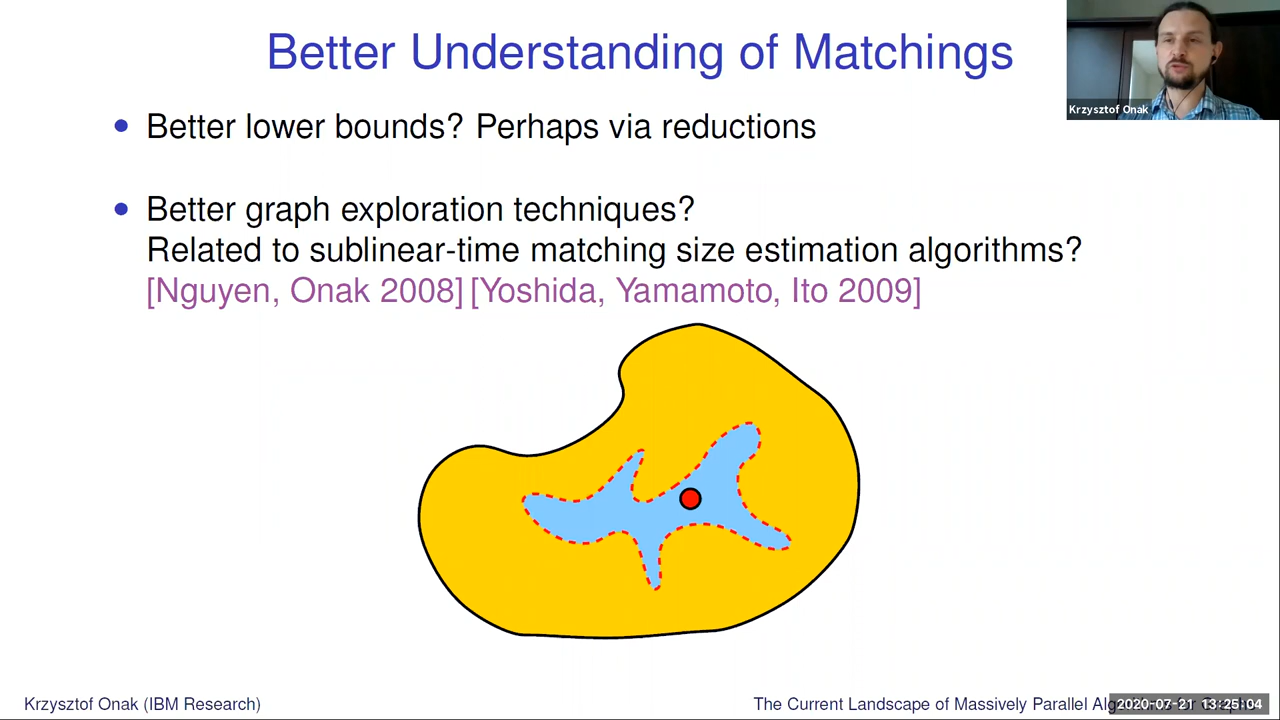 Better Understanding of Matchings
Krzysztof Onak
• Better lower bounds? Perhaps via reductions
• Better graph exploration techniques?
Related to sublinear-time matching size estimation algorithms?
[Nguyen, Onak 2008] [Yoshida, Yamamoto, Ito 2009]
Krzysztof Onak (IBM Research)
The Current Landscape of Massively Parallel
2020-07-21 13:25:04